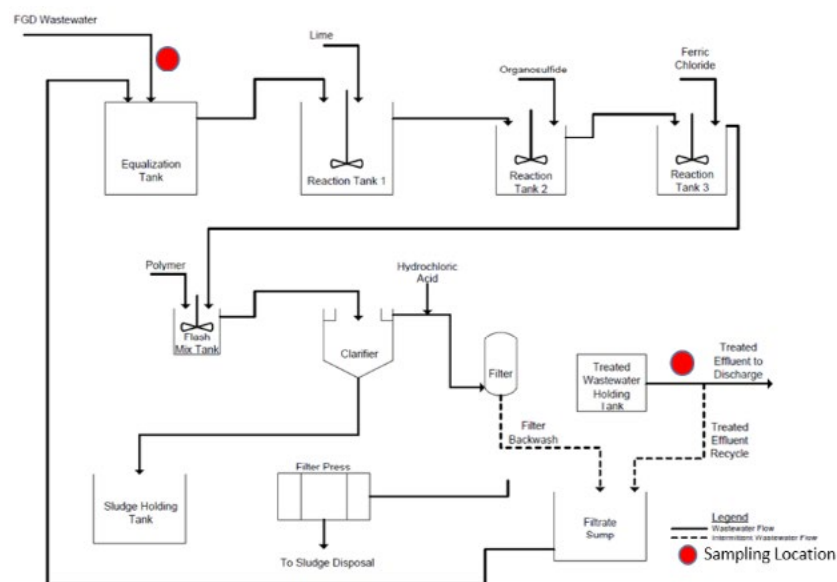 FGD Wastewater
Lime
Organosulfide
Ferric
Chloride
Equalization
Tank
Reaction Tank 1
Reaction
Tank 2
Reaction
Tank 3
Polymer
Hydrochloric
Acid
Flash
Mix Tank
Clarifier
Filter
Treated
Wastewater
Holding
Tank
Treated
Effluent to
Discharge
Filter
Backwash
Treated
Effluent
Recycle
Sludge Holding
Tank
Filter Press
To Sludge Disposal
Filtrate
Sump
Legend
Wastewater Flow
Intermittent Wastewater Flow
Sampling Location